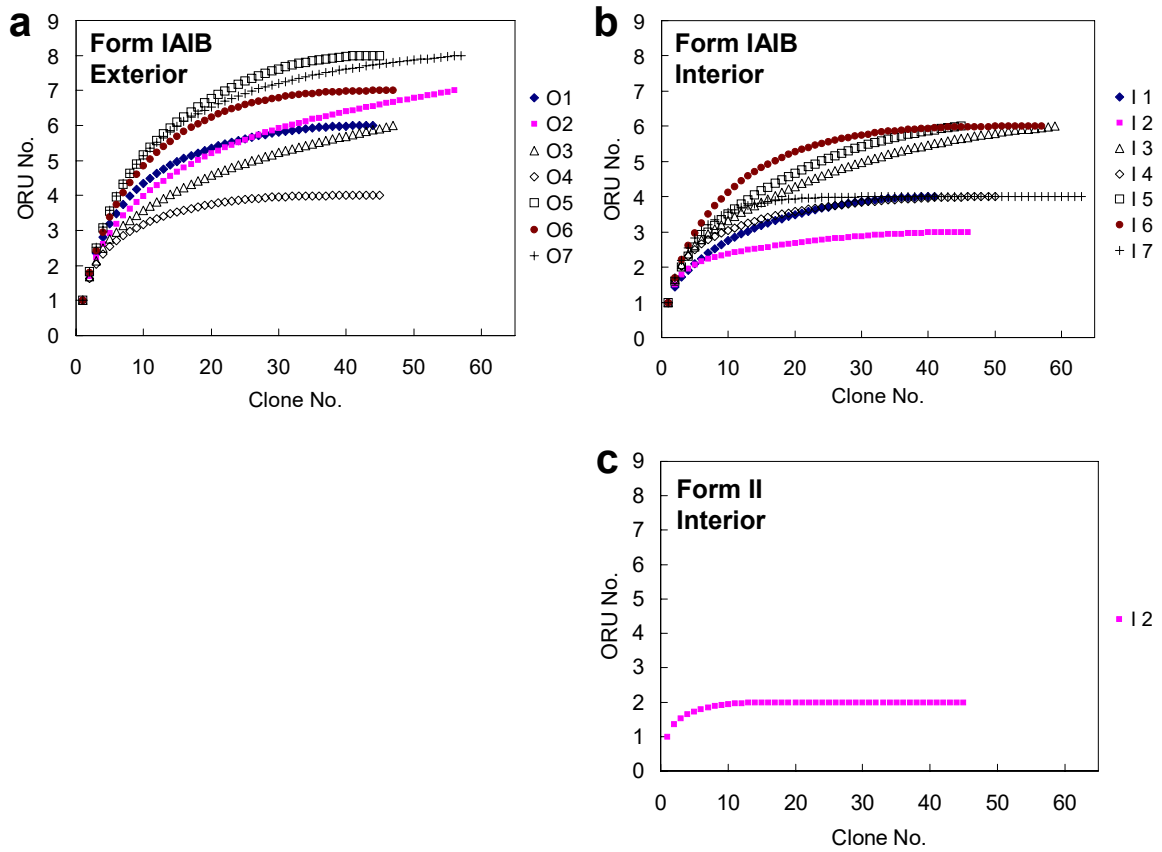 a
Form IAIB
Exterior
9
8
7
6
5
4
3
2
1
0
ORU No.
0 10 20 30 40 50 60
Clone No.
O1
O2
O3
O4
O5
O6
O7
b
Form IAIB
Interior
9
8
7
6
5
4
3
2
1
0
ORU No.
0 10 20 30 40 50 60
Clone No.
I 1
I 2
I 3
I 4
I 5
I 6
I 7
c
Form II
Interior
9
8
7
6
5
4
3
2
1
0
ORU No.
0 10 20 30 40 50 60
Clone No.
I 2